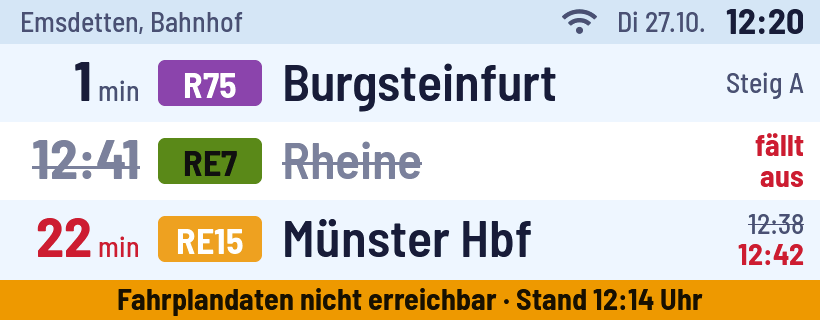 Emsdetten, Bahnhof Di 27.10. 12:20
1 min R75 Burgsteinfurt Steig A
12:41 RE7 Rheine fällt aus
22 min RE15 Münster Hbf 12:38 12:42
Fahrplandaten nicht erreichbar · Stand 12:14 Uhr